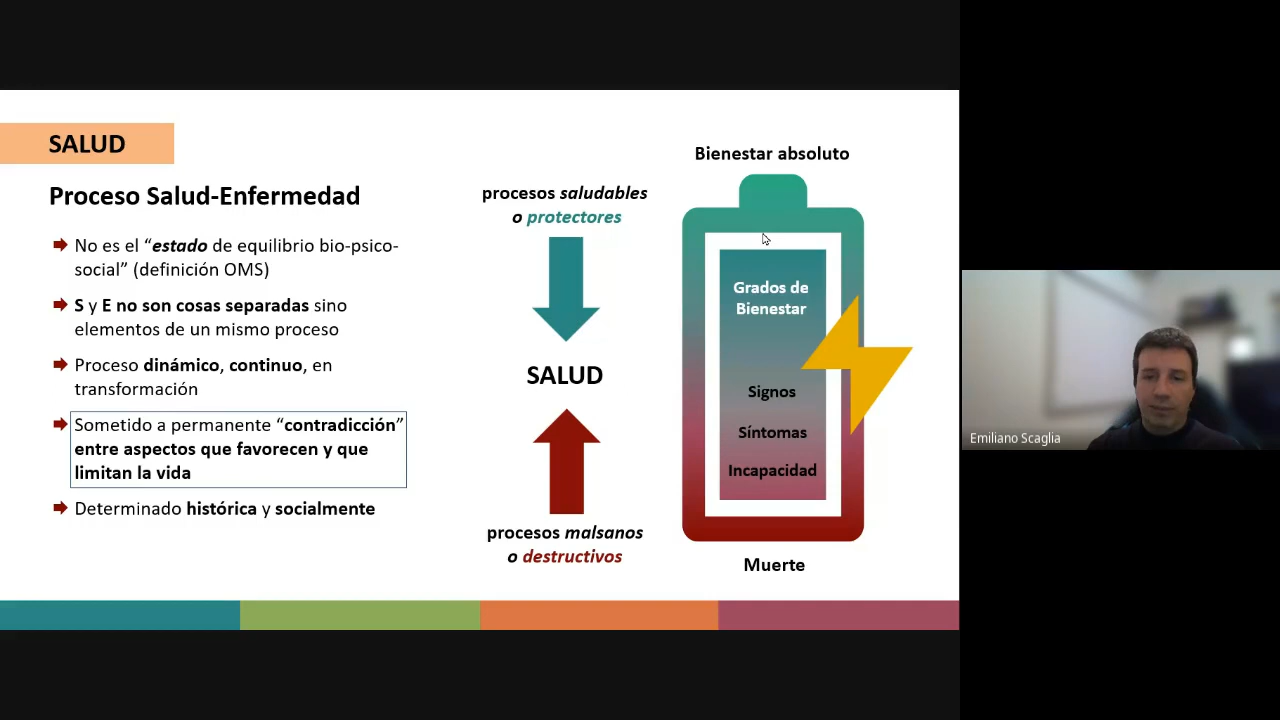 SALUD
Proceso Salud-Enfermedad
No es el “estado de equilibrio bio-psico-
social” (definición OMS)
S y E no son cosas separadas sino
elementos de un mismo proceso
Proceso dinámico, continuo, en
transformación
Sometido a permanente “contradicción”
entre aspectos que favorecen y que
limitan la vida
Determinado histórica y socialmente
procesos saludables
o protectores
SALUD
procesos malsanos
o destructivos
Bienestar absoluto
Grados de
Bienestar
Signos
Síntomas
Incapacidad
Muerte
Emiliano Scaglia